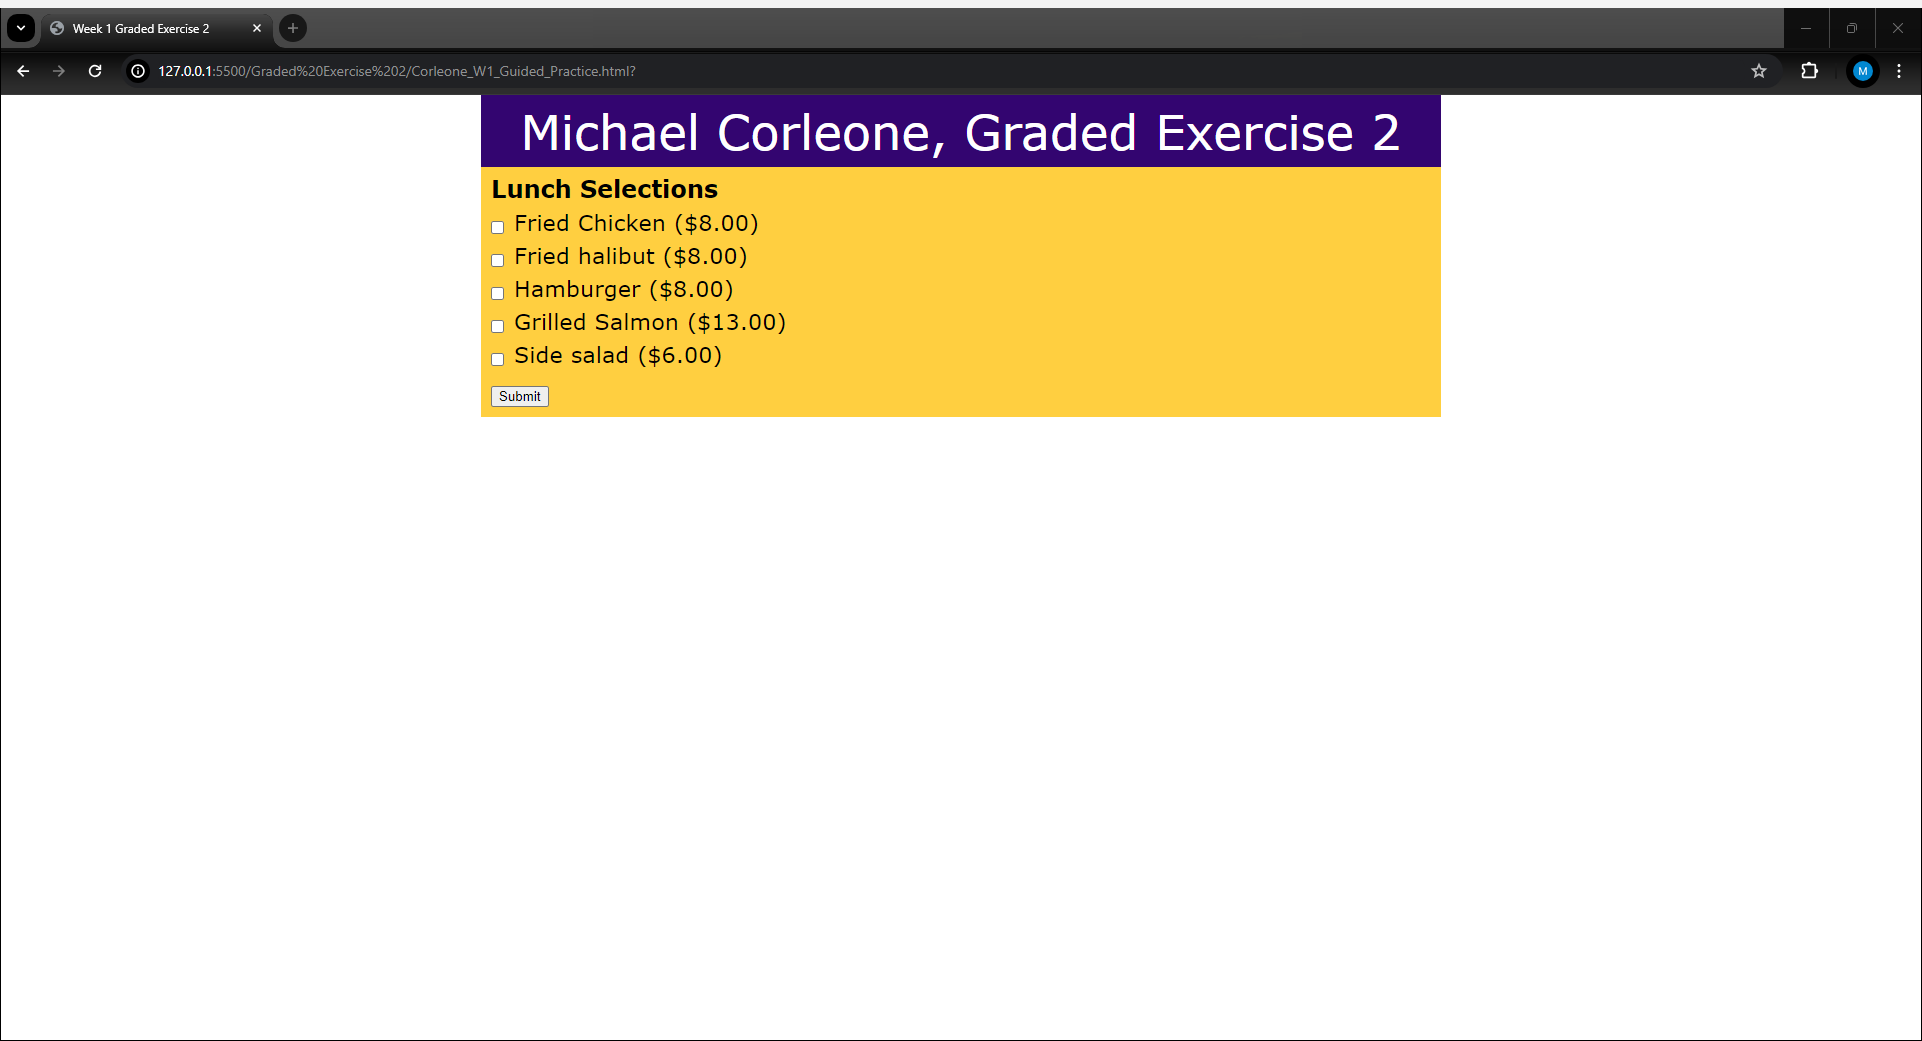 Week 1 Graded Exercise 2
127.0.0.1:5500/Graded%20Exercise%202/Corleone_W1_Guided_Practice.html?
M
Michael Corleone, Graded Exercise 2
Lunch Selections
Fried Chicken ($8.00)
Fried halibut ($8.00)
Hamburger ($8.00)
Grilled Salmon ($13.00)
Side salad ($6.00)
Submit